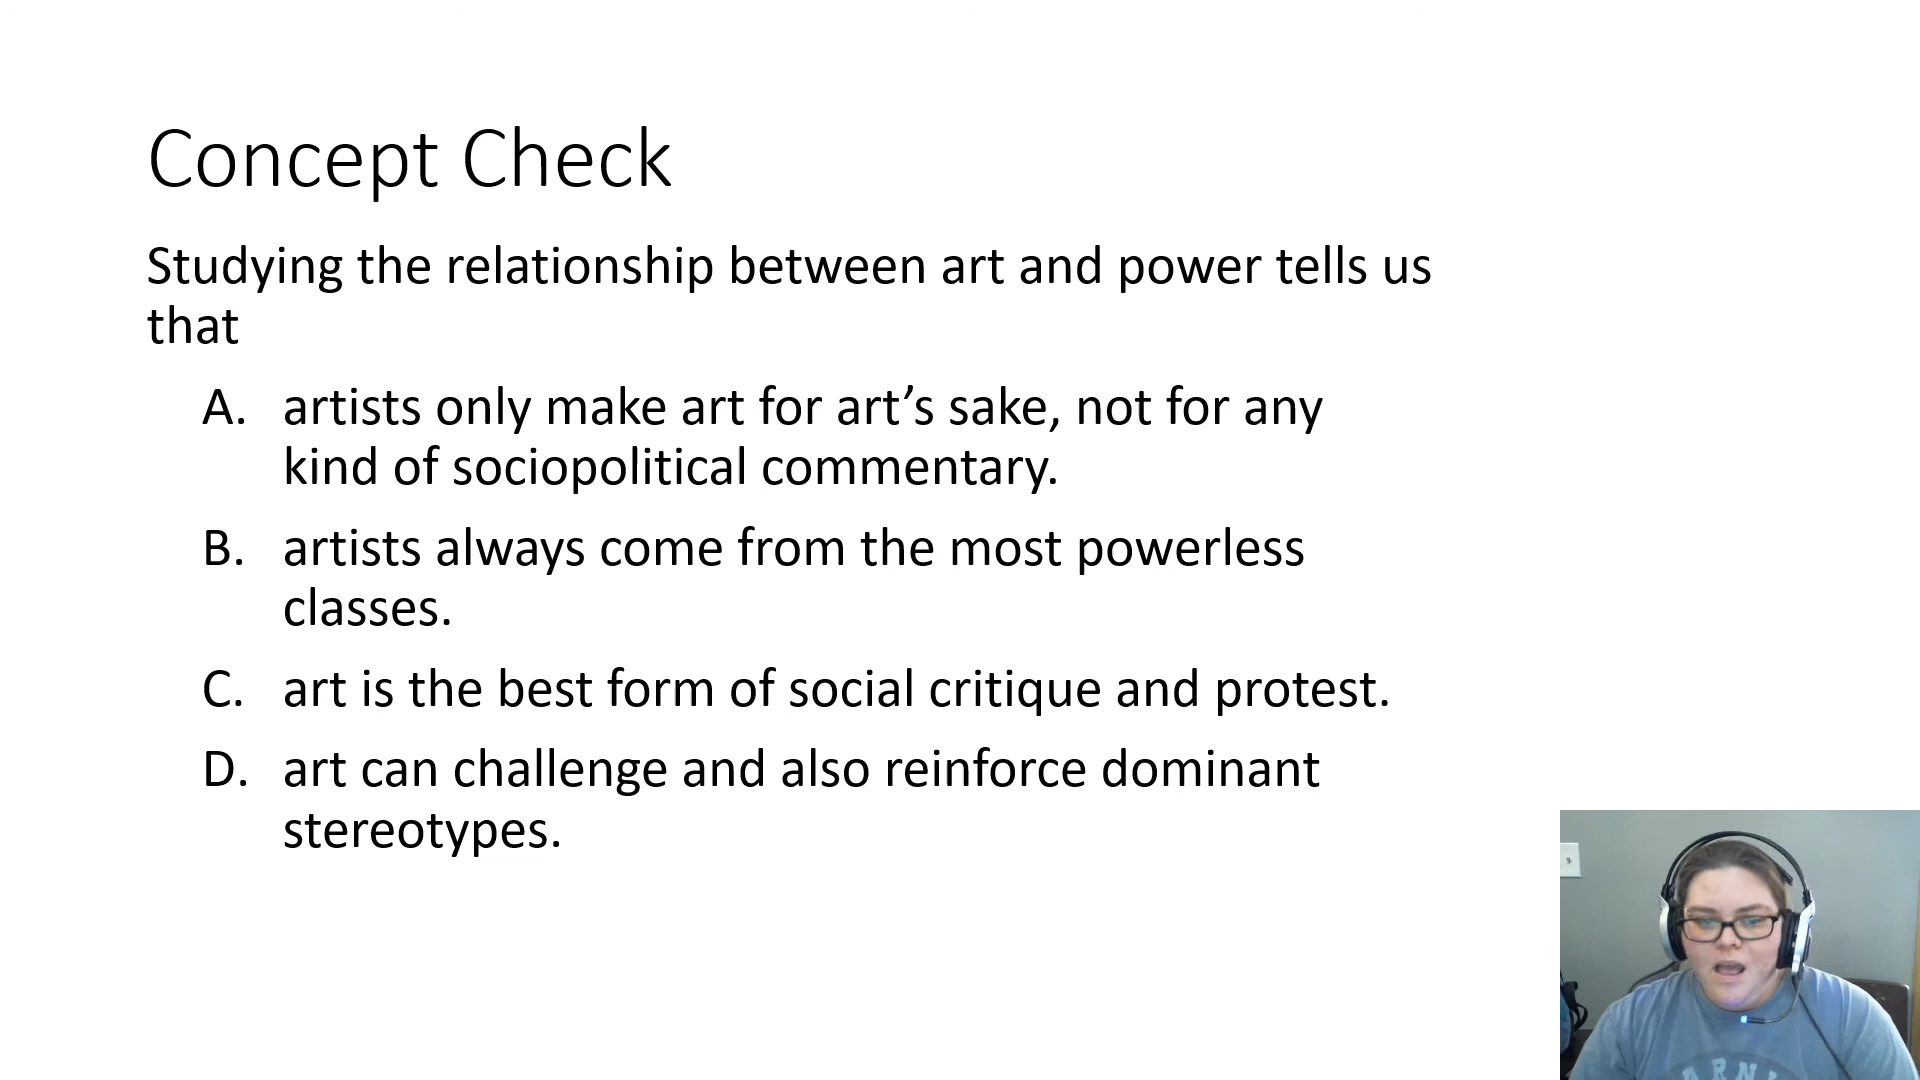 Concept Check
Studying the relationship between art and power tells us
that
A. artists only make art for art’s sake, not for any
kind of sociopolitical commentary.
B. artists always come from the most powerless
classes.
C. art is the best form of social critique and protest.
D. art can challenge and also reinforce dominant
stereotypes.